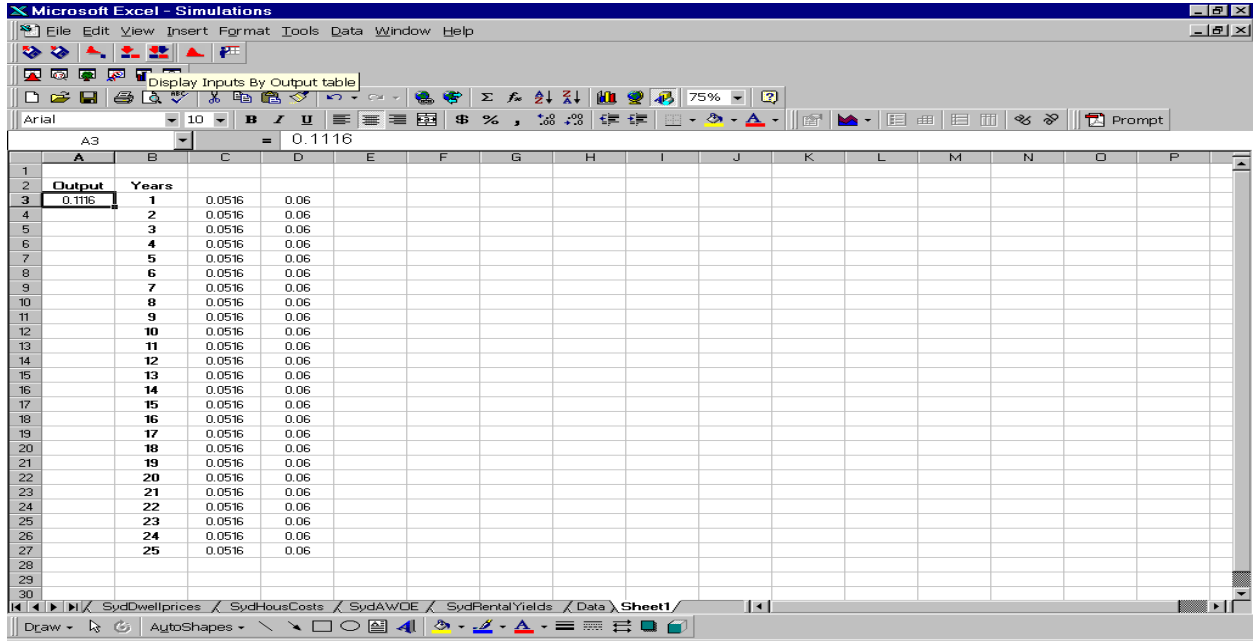 Microsoft Excel - Simulations
File Edit View Insert Format Tools Data Window Help
Display Inputs By Output table
75%
Arial 10 B I U $ % , Prompt
A3 = 0.1116
A B C D E F G H I J K L M N O P
1
2 Output Years
3 0.1116 1 0.0516 0.06
4 2 0.0516 0.06
5 3 0.0516 0.06
6 4 0.0516 0.06
7 5 0.0516 0.06
8 6 0.0516 0.06
9 7 0.0516 0.06
10 8 0.0516 0.06
11 9 0.0516 0.06
12 10 0.0516 0.06
13 11 0.0516 0.06
14 12 0.0516 0.06
15 13 0.0516 0.06
16 14 0.0516 0.06
17 15 0.0516 0.06
18 16 0.0516 0.06
19 17 0.0516 0.06
20 18 0.0516 0.06
21 19 0.0516 0.06
22 20 0.0516 0.06
23 21 0.0516 0.06
24 22 0.0516 0.06
25 23 0.0516 0.06
26 24 0.0516 0.06
27 25 0.0516 0.06
28
29
30
SydDwellprices SydHousCosts SydAWOE SydRentalYields Data Sheet1
Draw AutoShapes